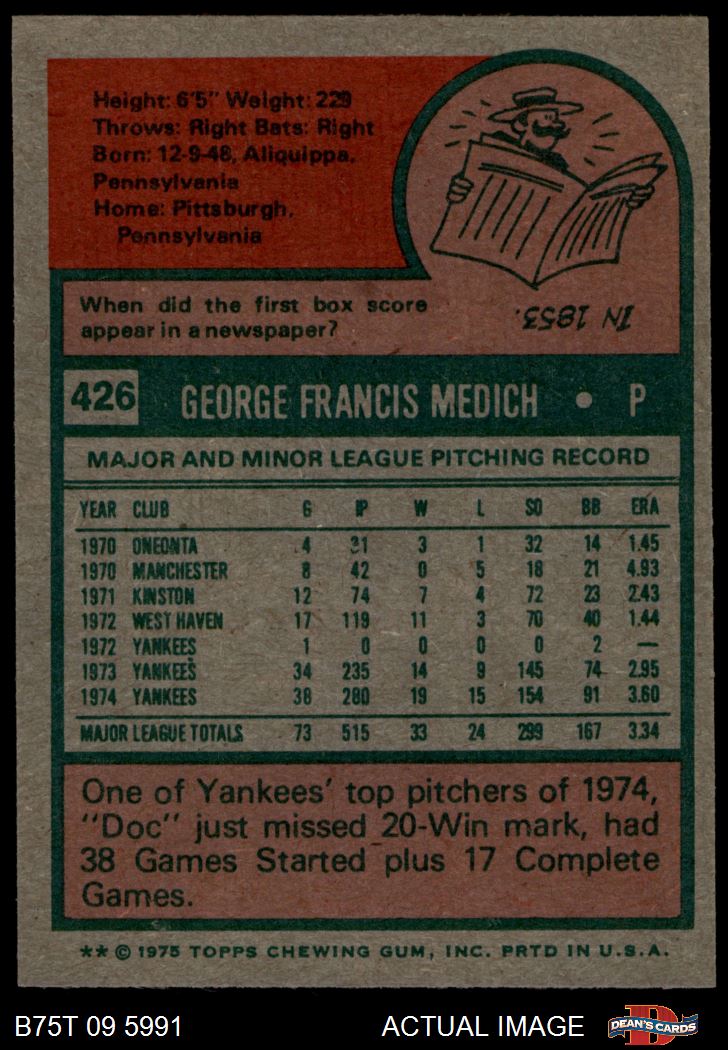 Height: 6'5" Weight: 229
Throws: Right Bats: Right
Born: 12-9-48, Aliquippa,
Pennsylvania
Home: Pittsburgh,
Pennsylvania
When did the first box score
appear in a newspaper?
IN 1853.
426 GEORGE FRANCIS MEDICH • P
MAJOR AND MINOR LEAGUE PITCHING RECORD
YEAR CLUB G IP W L SO BB ERA
1970 ONEONTA 4 31 3 1 32 14 1.45
1970 MANCHESTER 8 42 0 5 18 21 4.93
1971 KINSTON 12 74 7 4 72 23 2.43
1972 WEST HAVEN 17 119 11 3 70 40 1.44
1972 YANKEES 1 0 0 0 0 2 —
1973 YANKEES 34 235 14 9 145 74 2.95
1974 YANKEES 38 280 19 15 154 91 3.60
MAJOR LEAGUE TOTALS 73 515 33 24 299 167 3.34
One of Yankees' top pitchers of 1974,
"Doc" just missed 20-Win mark, had
38 Games Started plus 17 Complete
Games.
** © 1975 TOPPS CHEWING GUM, INC. PRTD IN U.S.A.
B75T 09 5991 ACTUAL IMAGE DEAN'S CARDS